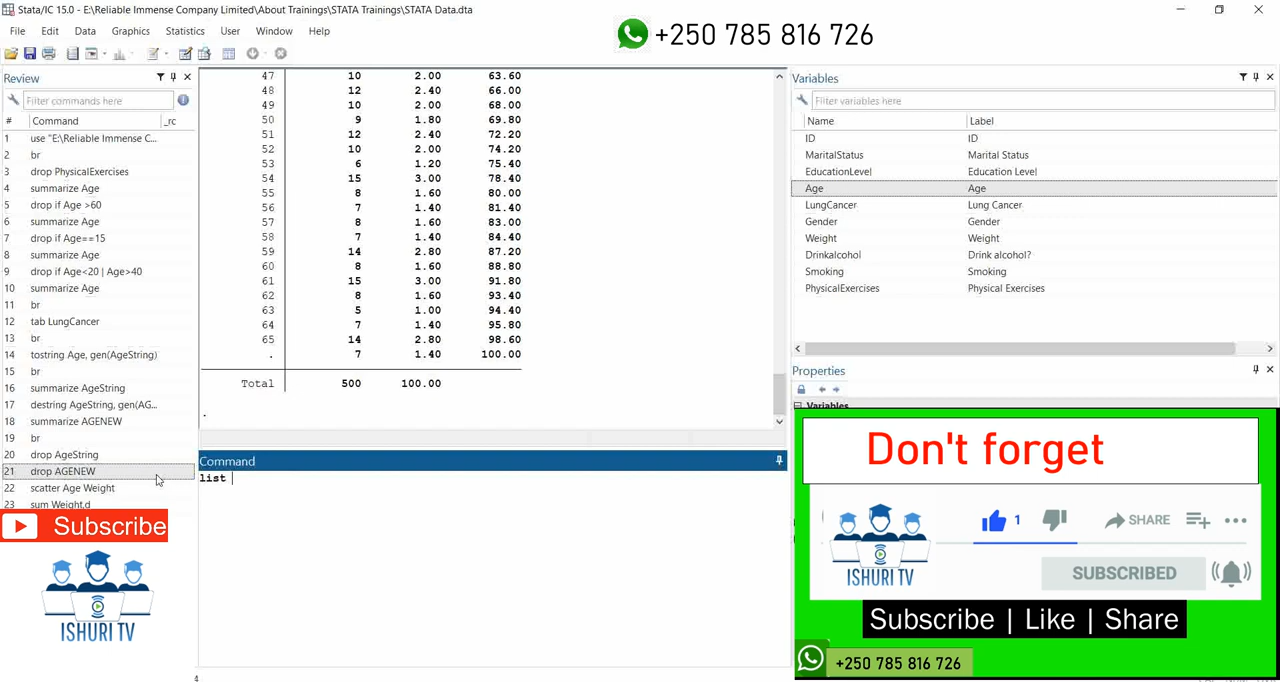 Stata/IC 15.0 - E:\Reliable Immense Company Limited\About Trainings\STATA Trainings\STATA Data.dta
File Edit Data Graphics Statistics User Window Help
+250 785 816 726
Review
Filter commands here
# Command _rc
1 use "E:\Reliable Immense C...
2 br
3 drop PhysicalExercises
4 summarize Age
5 drop if Age >60
6 summarize Age
7 drop if Age==15
8 summarize Age
9 drop if Age<20 | Age>40
10 summarize Age
11 br
12 tab LungCancer
13 br
14 tostring Age, gen(AgeString)
15 br
16 summarize AgeString
17 destring AgeString, gen(AG...
18 summarize AGENEW
19 br
20 drop AgeString
21 drop AGENEW
22 scatter Age Weight
23 sum Weight,d
Subscribe
ISHURI TV
47 10 2.00 63.60
48 12 2.40 66.00
49 10 2.00 68.00
50 9 1.80 69.80
51 12 2.40 72.20
52 10 2.00 74.20
53 6 1.20 75.40
54 15 3.00 78.40
55 8 1.60 80.00
56 7 1.40 81.40
57 8 1.60 83.00
58 7 1.40 84.40
59 14 2.80 87.20
60 8 1.60 88.80
61 15 3.00 91.80
62 8 1.60 93.40
63 5 1.00 94.40
64 7 1.40 95.80
65 14 2.80 98.60
. 7 1.40 100.00
Total 500 100.00
.
Command
list
Variables
Filter variables here
Name Label
ID ID
MaritalStatus Marital Status
EducationLevel Education Level
Age Age
LungCancer Lung Cancer
Gender Gender
Weight Weight
Drinkalcohol Drink alcohol?
Smoking Smoking
PhysicalExercises Physical Exercises
Properties
Variables
Don't forget
1 SHARE
ISHURI TV
SUBSCRIBED
Subscribe | Like | Share
+250 785 816 726